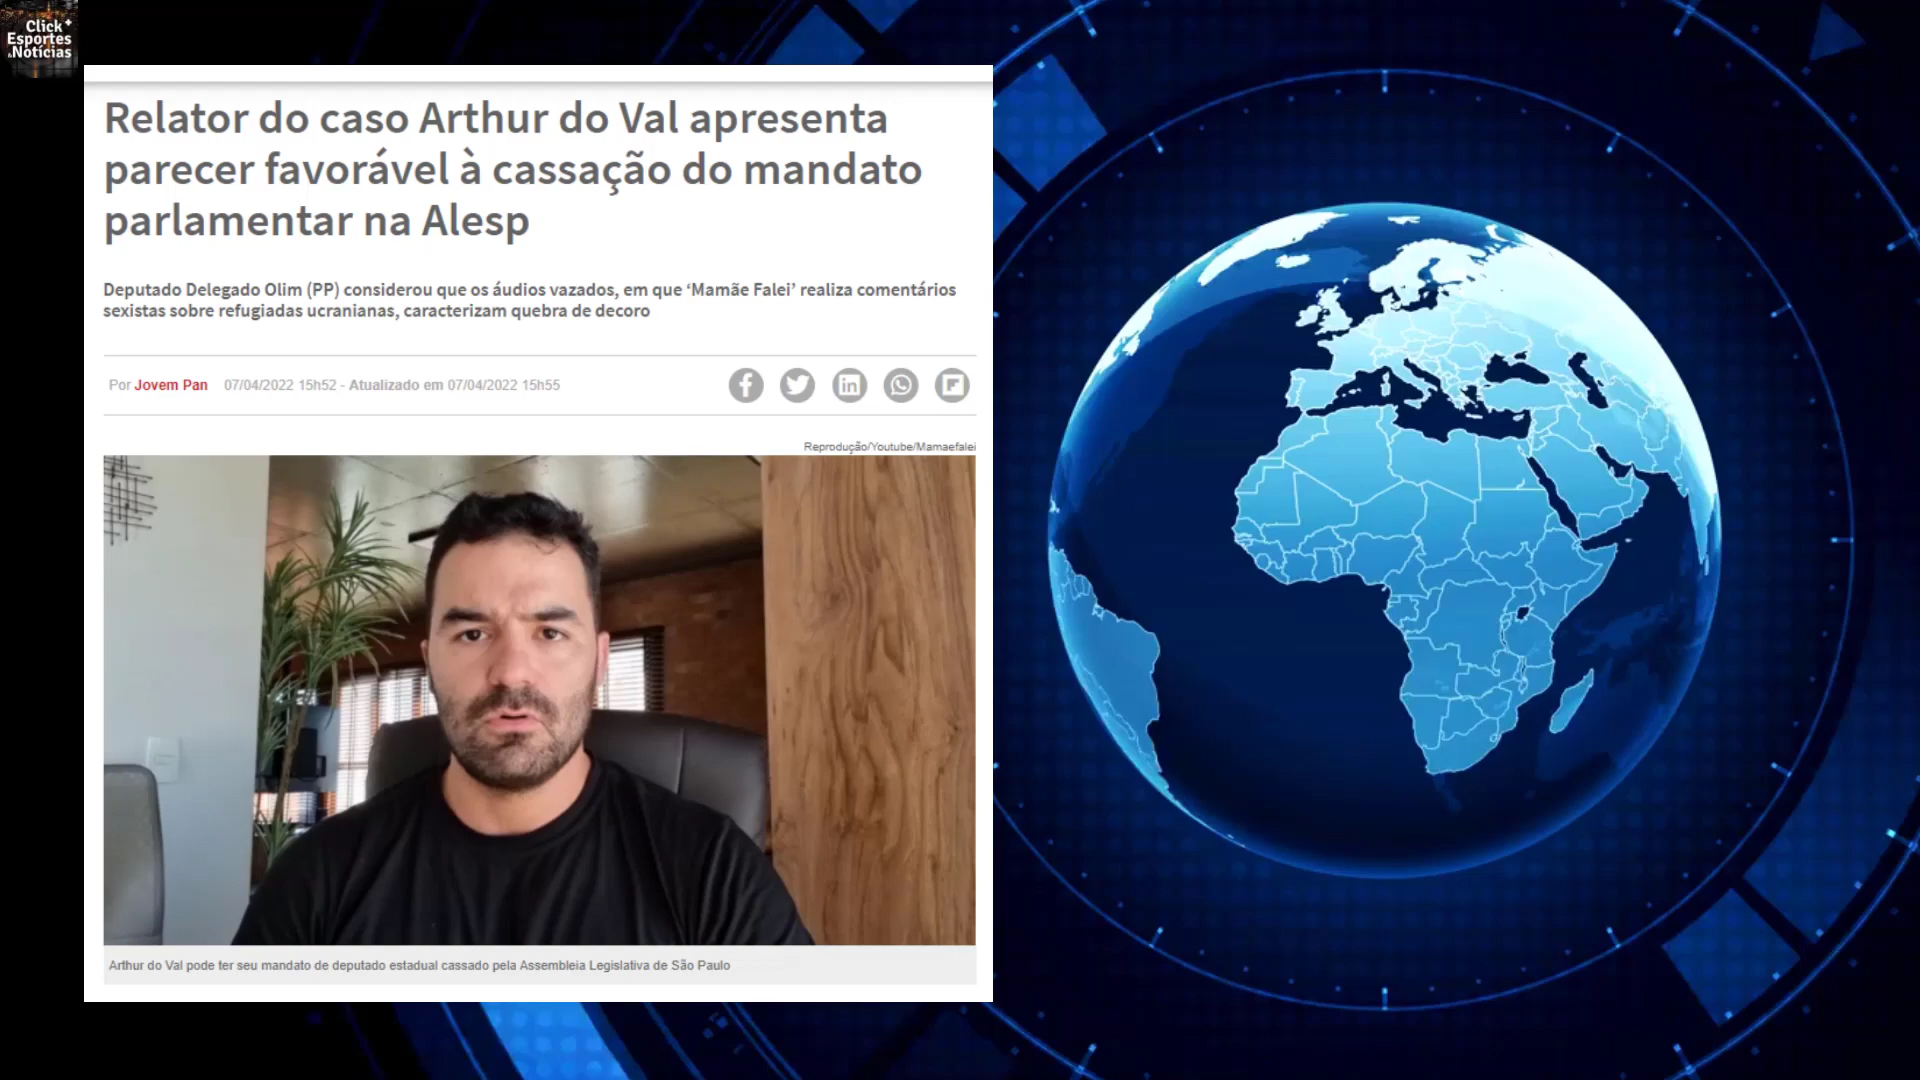 Click+
Esportes
&Notícias
Relator do caso Arthur do Val apresenta
parecer favorável à cassação do mandato
parlamentar na Alesp
Deputado Delegado Olim (PP) considerou que os áudios vazados, em que ‘Mamãe Falei’ realiza comentários
sexistas sobre refugiadas ucranianas, caracterizam quebra de decoro
Por Jovem Pan 07/04/2022 15h52 - Atualizado em 07/04/2022 15h55
Reprodução/Youtube/Mamaefalei
Arthur do Val pode ter seu mandato de deputado estadual cassado pela Assembleia Legislativa de São Paulo